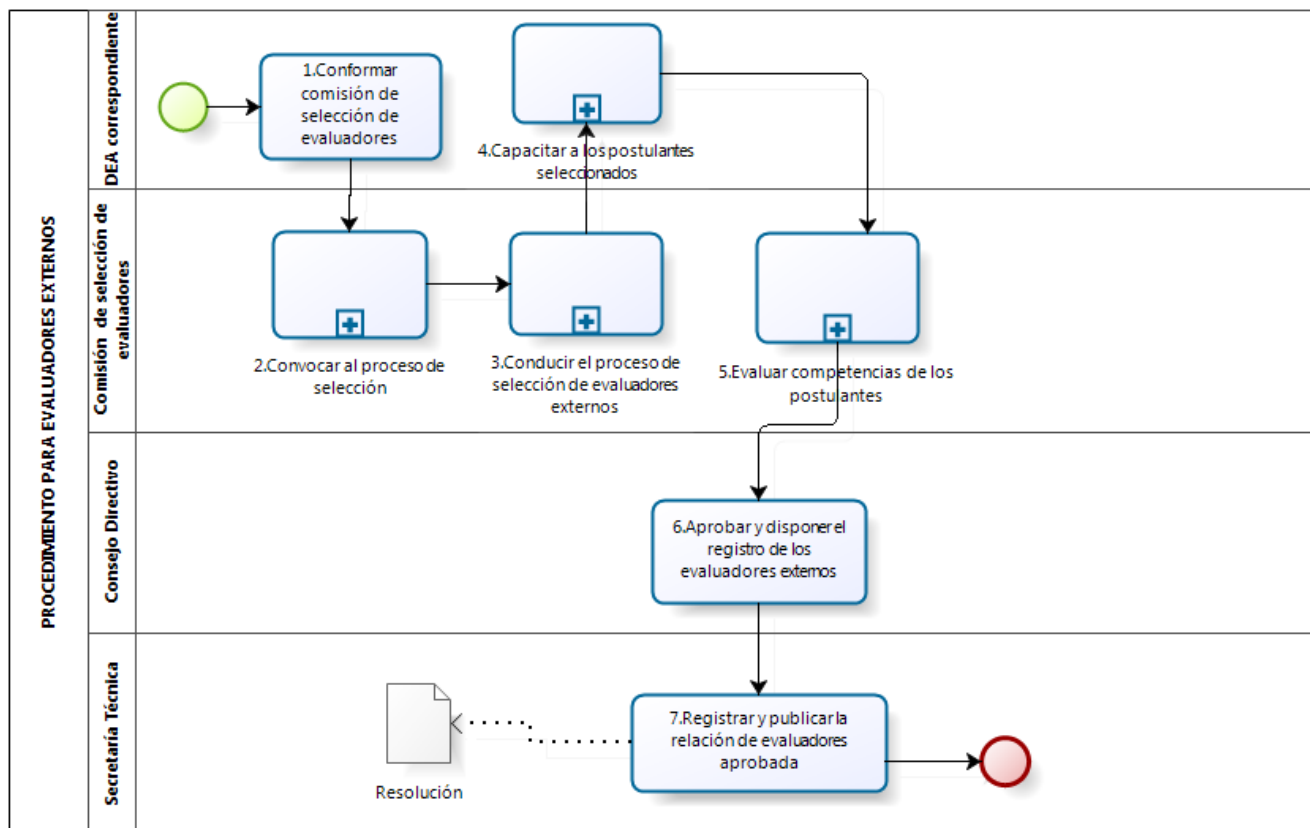 PROCEDIMIENTO PARA EVALUADORES EXTERNOS
DEA correspondiente
1.Conformar
comisión de
selección de
evaluadores
4.Capacitar a los postulantes
seleccionados
Comisión de selección de
evaluadores
2.Convocar al proceso de
selección
3.Conducir el proceso de
selección de evaluadores
externos
5.Evaluar competencias de los
postulantes
Consejo Directivo
6.Aprobar y disponer el
registro de los
evaluadores externos
Secretaría Técnica
7.Registrar y publicar la
relación de evaluadores
aprobada
Resolución